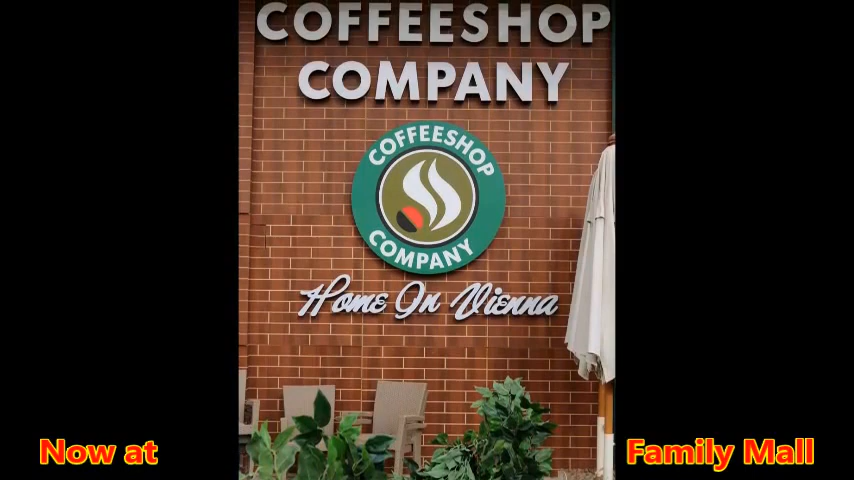 COFFEESHOP
COMPANY
COFFEESHOP
COMPANY
Home In Vienna
Now at
Family Mall